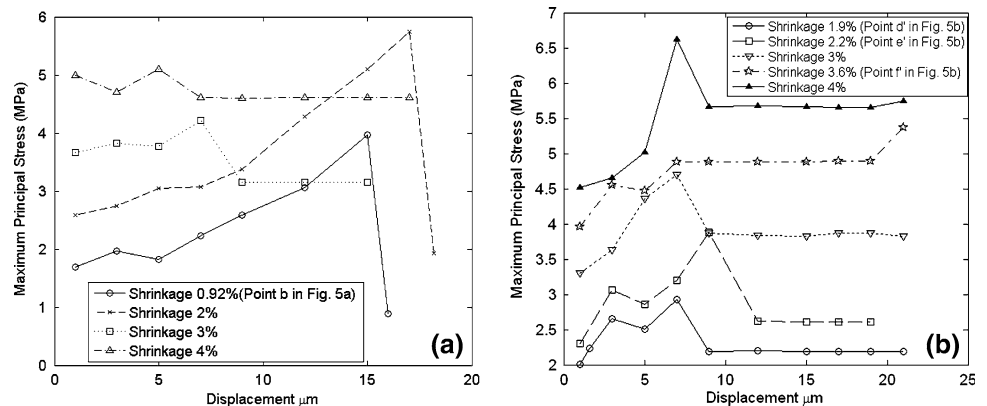 6
5
4
3
2
1
0
0
5
10
15
20
Maximum Principal Stress (MPa)
Displacement μm
Shrinkage 0.92%(Point b in Fig. 5a)
Shrinkage 2%
Shrinkage 3%
Shrinkage 4%
(a)
7
6.5
6
5.5
5
4.5
4
3.5
3
2.5
2
0
5
10
15
20
25
Maximum Principal Stress (MPa)
Displacement μm
Shrinkage 1.9% (Point d' in Fig. 5b)
Shrinkage 2.2% (Point e' in Fig. 5b)
Shrinkage 3%
Shrinkage 3.6% (Point f' in Fig. 5b)
Shrinkage 4%
(b)